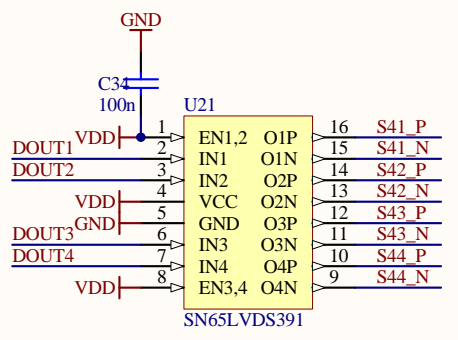 GND
C34
100n
U21
VDD 1 EN1,2 O1P 16 S41_P
DOUT1 2 IN1 O1N 15 S41_N
DOUT2 3 IN2 O2P 14 S42_P
VDD 4 VCC O2N 13 S42_N
GND 5 GND O3P 12 S43_P
DOUT3 6 IN3 O3N 11 S43_N
DOUT4 7 IN4 O4P 10 S44_P
VDD 8 EN3,4 O4N 9 S44_N
SN65LVDS391